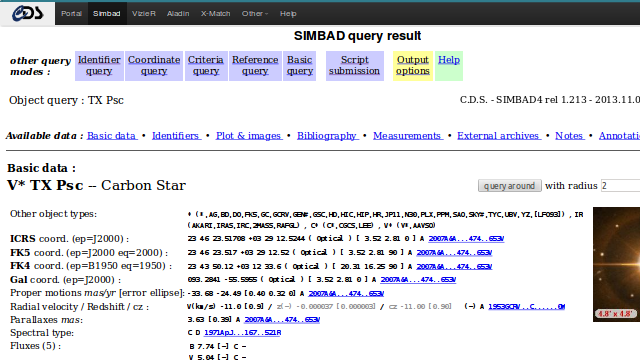 CDS Portal Simbad VizieR Aladin X-Match Other Help
SIMBAD query result
other query modes : Identifier query Coordinate query Criteria query Reference query Basic query Script submission Output options Help
Object query : TX Psc C.D.S. - SIMBAD4 rel 1.213 - 2013.11.0
Available data : Basic data • Identifiers • Plot & images • Bibliography • Measurements • External archives • Notes • Annotatio
Basic data :
V* TX Psc -- Carbon Star query around with radius 2
Other object types: * (*,AG,BD,DO,FK5,GC,GCRV,GEN#,GSC,HD,HIC,HIP,HR,JP11,N30,PLX,PPM,SAO,SKY#,TYC,UBV,YZ,[LFO93]) , IR
(AKARI,IRAS,IRC,2MASS,RAFGL) , C* (C*,CGCS,LEE) , V* (V*,AAVSO)
ICRS coord. (ep=J2000) : 23 46 23.51708 +03 29 12.5244 ( Optical ) [ 3.52 2.81 0 ] A 2007A&A...474..653V
FK5 coord. (ep=J2000 eq=2000) : 23 46 23.517 +03 29 12.52 ( Optical ) [ 3.52 2.81 90 ] A 2007A&A...474..653V
FK4 coord. (ep=B1950 eq=1950) : 23 43 50.12 +03 12 33.6 ( Optical ) [ 20.31 16.25 90 ] A 2007A&A...474..653V
Gal coord. (ep=J2000) : 093.2841 -55.5955 ( Optical ) [ 3.52 2.81 0 ] A 2007A&A...474..653V
Proper motions mas/yr [error ellipse]: -33.68 -24.49 [0.40 0.32 0] A 2007A&A...474..653V
Radial velocity / Redshift / cz : V(km/s) -11.0 [0.9] / z(~) -0.000037 [0.000003] / cz -11.00 [0.90] (~) A 1953GCRV..C......0W
Parallaxes mas: 3.63 [0.39] A 2007A&A...474..653V
Spectral type: C D 1971ApJ...167..521R
Fluxes (5) : B 7.74 [~] C ~
V 5.04 [~] C ~
4.8' x 4.8'